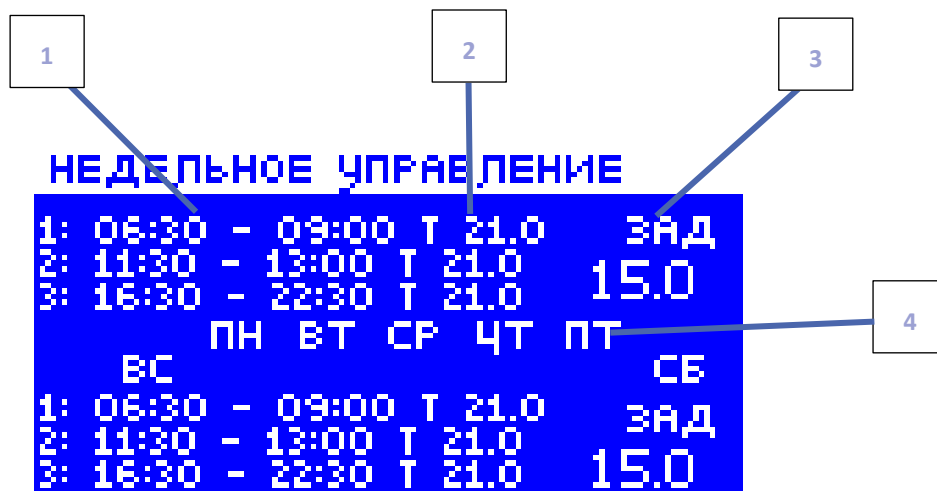 1 2 3
НЕДЕЛЬНОЕ УПРАВЛЕНИЕ
1: 06:30 - 09:00 T 21.0 ЗАД
2: 11:30 - 13:00 T 21.0
3: 16:30 - 22:30 T 21.0 15.0
4
ПН ВТ СР ЧТ ПТ
ВС СБ
1: 06:30 - 09:00 T 21.0 ЗАД
2: 11:30 - 13:00 T 21.0
3: 16:30 - 22:30 T 21.0 15.0